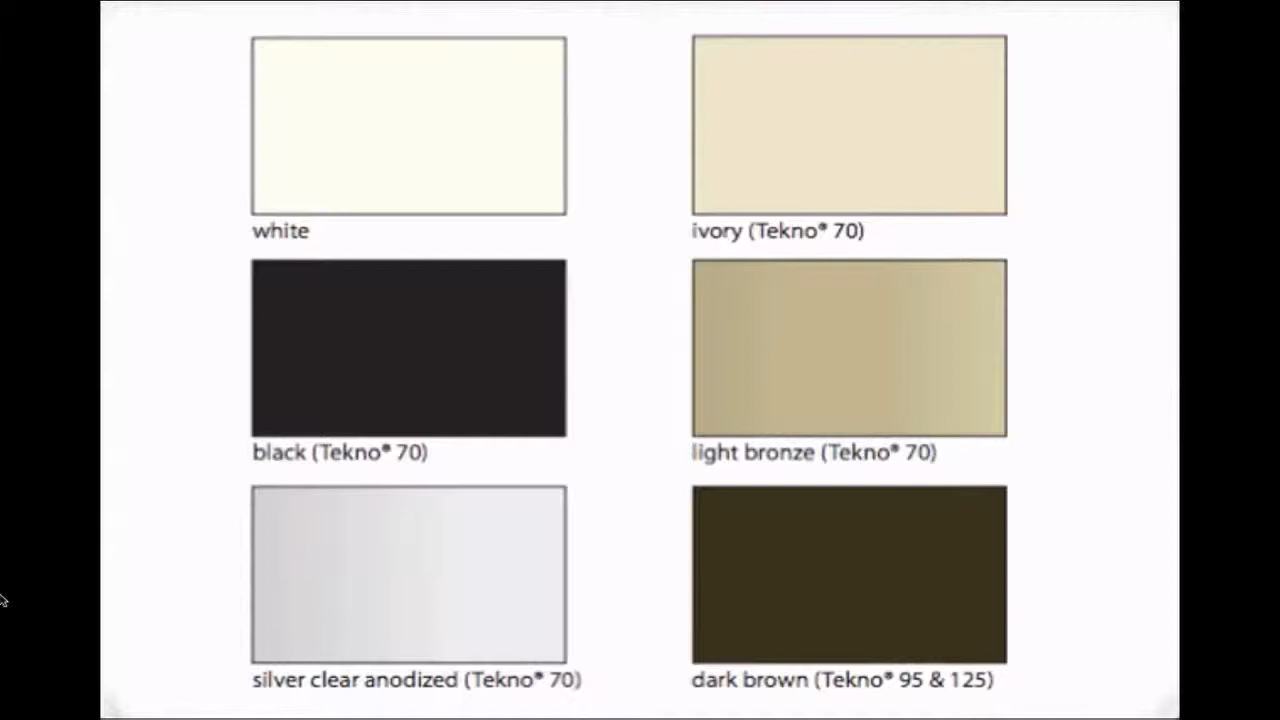 white
ivory (Tekno® 70)
black (Tekno® 70)
light bronze (Tekno® 70)
silver clear anodized (Tekno® 70)
dark brown (Tekno® 95 & 125)